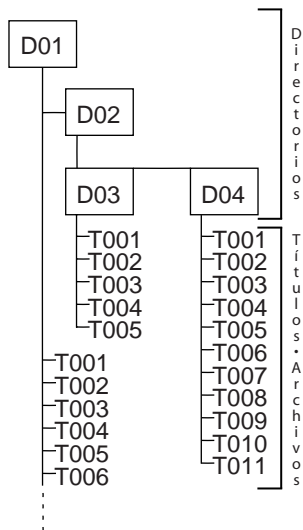 D01
D02
D03
D04
T001
T002
T003
T004
T005
T001
T002
T003
T004
T005
T006
T007
T008
T009
T010
T011
T001
T002
T003
T004
T005
T006
Directorios
Títulos•Archivos